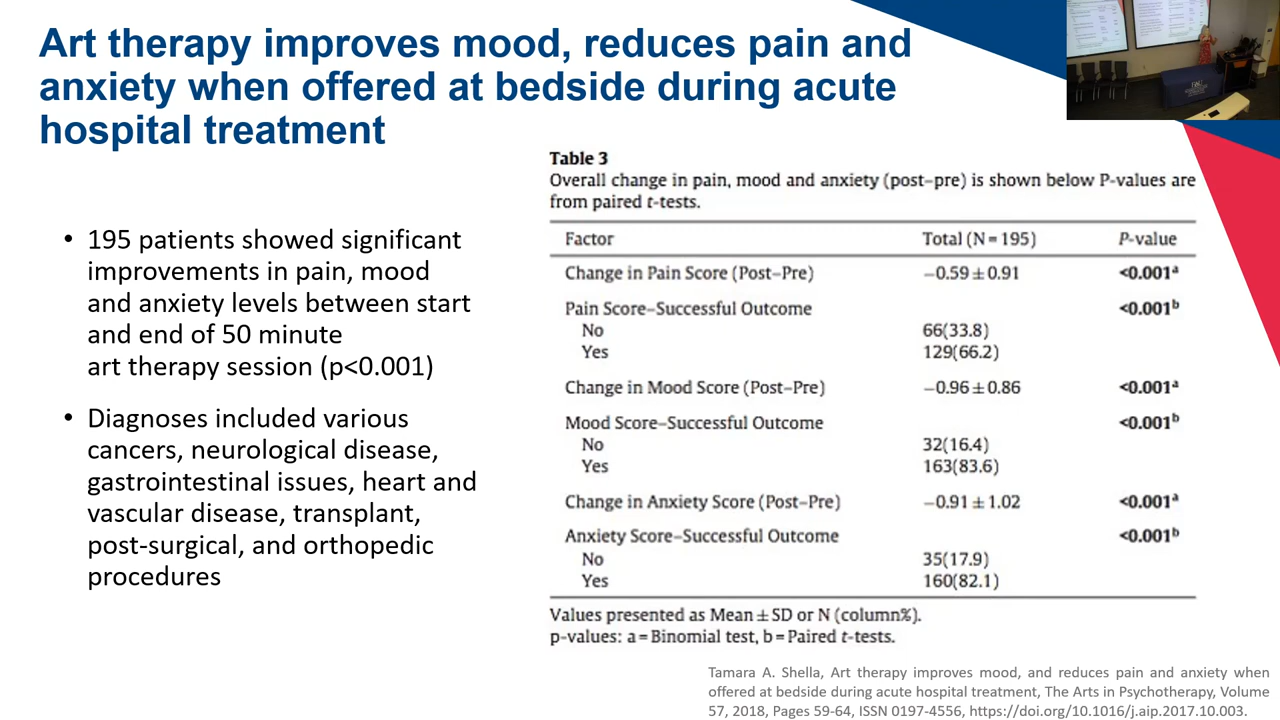 Art therapy improves mood, reduces pain and
anxiety when offered at bedside during acute
hospital treatment
• 195 patients showed significant
improvements in pain, mood
and anxiety levels between start
and end of 50 minute
art therapy session (p<0.001)
• Diagnoses included various
cancers, neurological disease,
gastrointestinal issues, heart and
vascular disease, transplant,
post-surgical, and orthopedic
procedures
Table 3
Overall change in pain, mood and anxiety (post–pre) is shown below P-values are
from paired t-tests.
Factor Total (N=195) P-value
Change in Pain Score (Post–Pre) −0.59 ± 0.91 <0.001ᵃ
Pain Score–Successful Outcome <0.001ᵇ
No 66(33.8)
Yes 129(66.2)
Change in Mood Score (Post–Pre) −0.96 ± 0.86 <0.001ᵃ
Mood Score–Successful Outcome <0.001ᵇ
No 32(16.4)
Yes 163(83.6)
Change in Anxiety Score (Post–Pre) −0.91 ± 1.02 <0.001ᵃ
Anxiety Score–Successful Outcome <0.001ᵇ
No 35(17.9)
Yes 160(82.1)
Values presented as Mean ± SD or N (column%).
p-values: a = Binomial test, b = Paired t-tests.
Tamara A. Shella, Art therapy improves mood, and reduces pain and anxiety when
offered at bedside during acute hospital treatment, The Arts in Psychotherapy, Volume
57, 2018, Pages 59-64, ISSN 0197-4556, https://doi.org/10.1016/j.aip.2017.10.003.